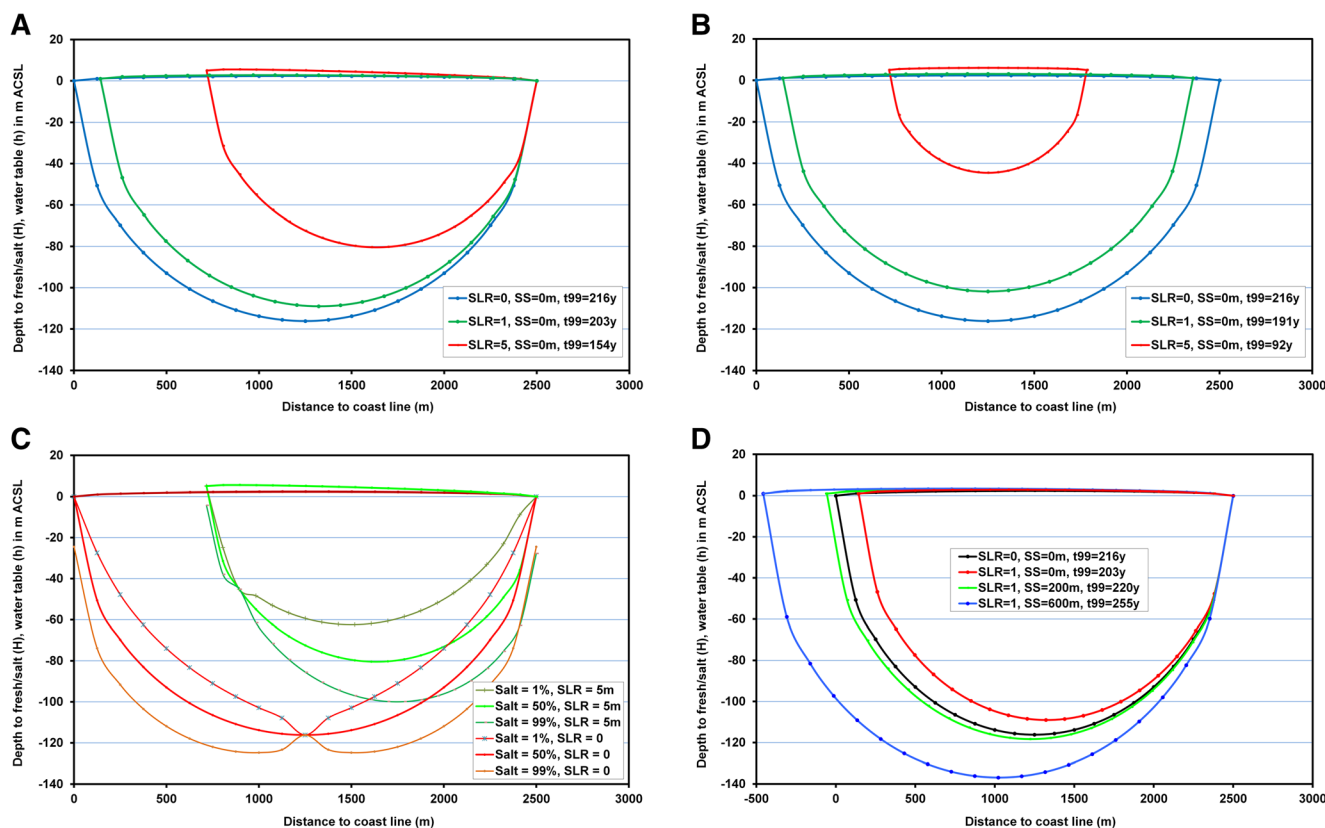 A
Depth to fresh/salt (H), water table (h) in m ACSL
20
0
-20
-40
-60
-80
-100
-120
-140
SLR=0, SS=0m, t99=216y
SLR=1, SS=0m, t99=203y
SLR=5, SS=0m, t99=154y
0 500 1000 1500 2000 2500 3000
Distance to coast line (m)
B
Depth to fresh/salt (H), water table (h) in m ACSL
20
0
-20
-40
-60
-80
-100
-120
-140
SLR=0, SS=0m, t99=216y
SLR=1, SS=0m, t99=191y
SLR=5, SS=0m, t99=92y
0 500 1000 1500 2000 2500 3000
Distance to coast line (m)
C
Depth to fresh/salt (H), water table (h) in m ACSL
20
0
-20
-40
-60
-80
-100
-120
-140
Salt = 1%, SLR = 5m
Salt = 50%, SLR = 5m
Salt = 99%, SLR = 5m
Salt = 1%, SLR = 0
Salt = 50%, SLR = 0
Salt = 99%, SLR = 0
0 500 1000 1500 2000 2500 3000
Distance to coast line (m)
D
Depth to fresh/salt (H), water table (h) in m ACSL
20
0
-20
-40
-60
-80
-100
-120
-140
SLR=0, SS=0m, t99=216y
SLR=1, SS=0m, t99=203y
SLR=1, SS=200m, t99=220y
SLR=1, SS=600m, t99=255y
-500 0 500 1000 1500 2000 2500 3000
Distance to coast line (m)